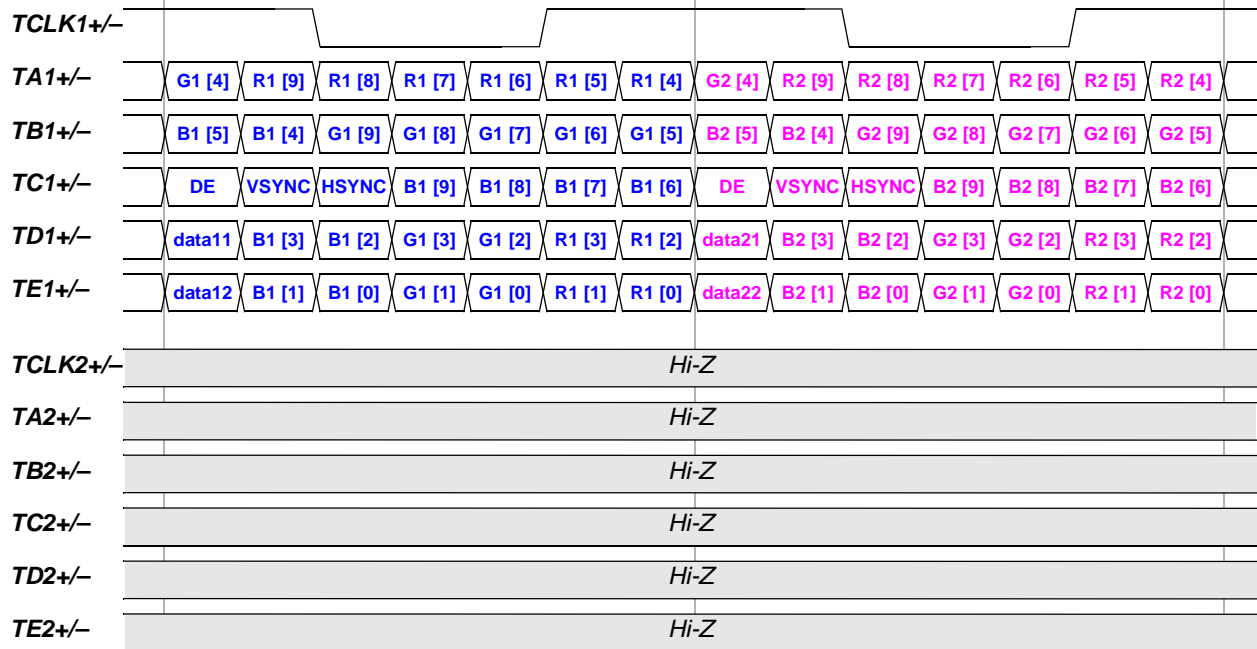 TCLK1+/–
TA1+/– G1 [4] R1 [9] R1 [8] R1 [7] R1 [6] R1 [5] R1 [4] G2 [4] R2 [9] R2 [8] R2 [7] R2 [6] R2 [5] R2 [4]
TB1+/– B1 [5] B1 [4] G1 [9] G1 [8] G1 [7] G1 [6] G1 [5] B2 [5] B2 [4] G2 [9] G2 [8] G2 [7] G2 [6] G2 [5]
TC1+/– DE VSYNC HSYNC B1 [9] B1 [8] B1 [7] B1 [6] DE VSYNC HSYNC B2 [9] B2 [8] B2 [7] B2 [6]
TD1+/– data11 B1 [3] B1 [2] G1 [3] G1 [2] R1 [3] R1 [2] data21 B2 [3] B2 [2] G2 [3] G2 [2] R2 [3] R2 [2]
TE1+/– data12 B1 [1] B1 [0] G1 [1] G1 [0] R1 [1] R1 [0] data22 B2 [1] B2 [0] G2 [1] G2 [0] R2 [1] R2 [0]
TCLK2+/– Hi-Z
TA2+/– Hi-Z
TB2+/– Hi-Z
TC2+/– Hi-Z
TD2+/– Hi-Z
TE2+/– Hi-Z